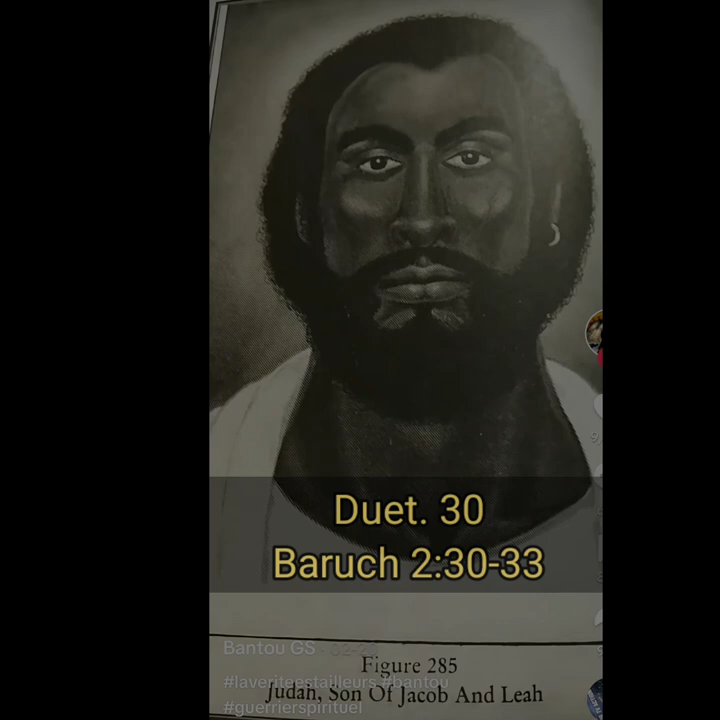 Duet. 30
Baruch 2:30-33
Bantou GS
Figure 285
#laveriteestailleurs #bantou
Judah, Son Of Jacob And Leah
#guerrierspirituel